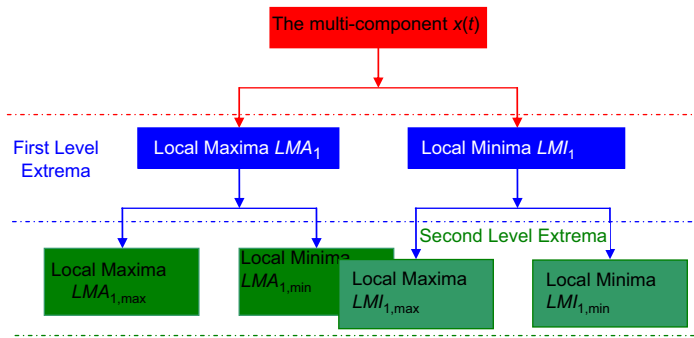 The multi-component x(t)
First Level
Extrema
Local Maxima LMA1
Local Minima LMI1
Second Level Extrema
Local Maxima
LMA1,max
Local Minima
LMA1,min
Local Maxima
LMI1,max
Local Minima
LMI1,min